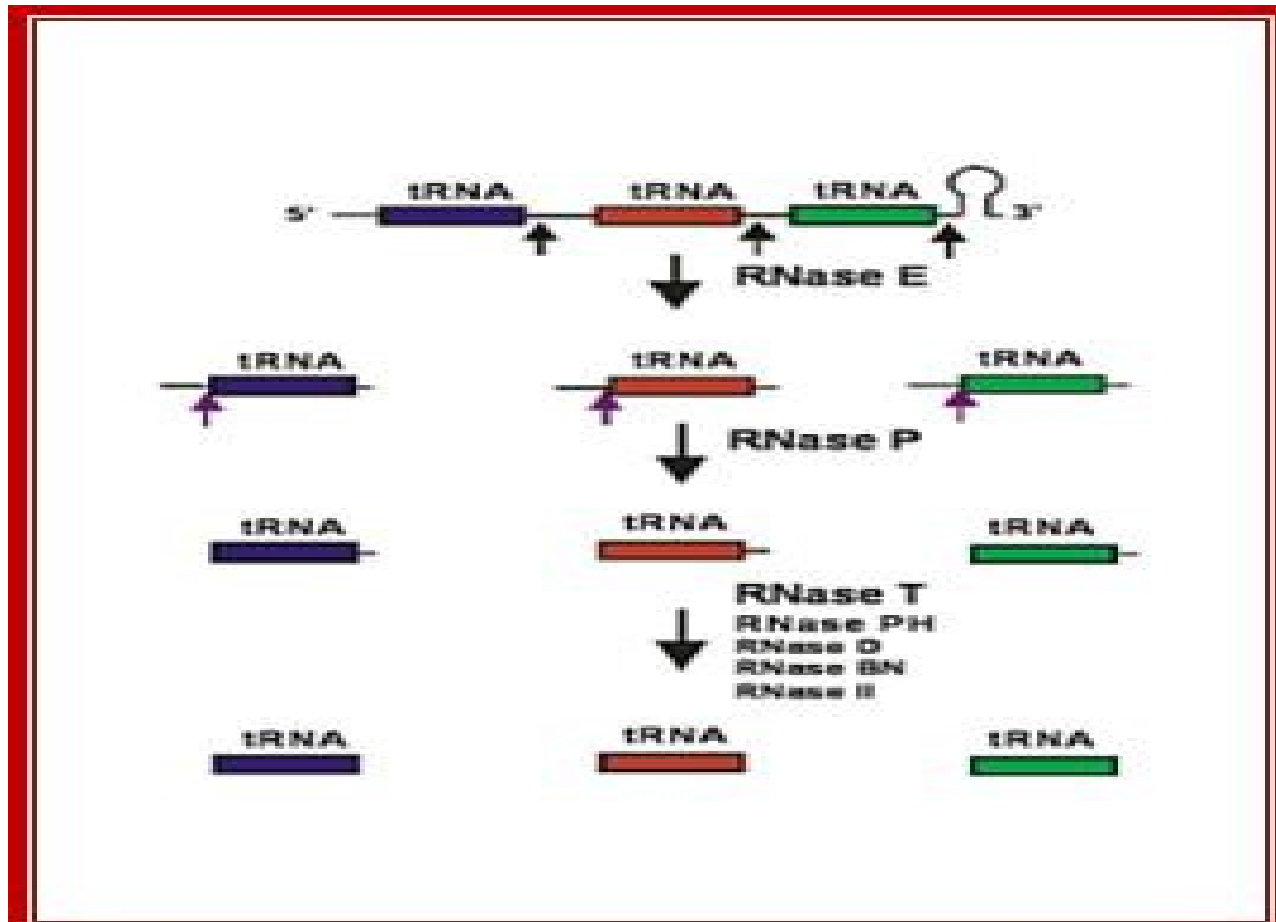 tRNA tRNA tRNA
5' 3'
RNase E
tRNA tRNA tRNA
RNase P
tRNA tRNA tRNA
RNase T
RNase PH
RNase D
RNase BN
RNase II
tRNA tRNA tRNA